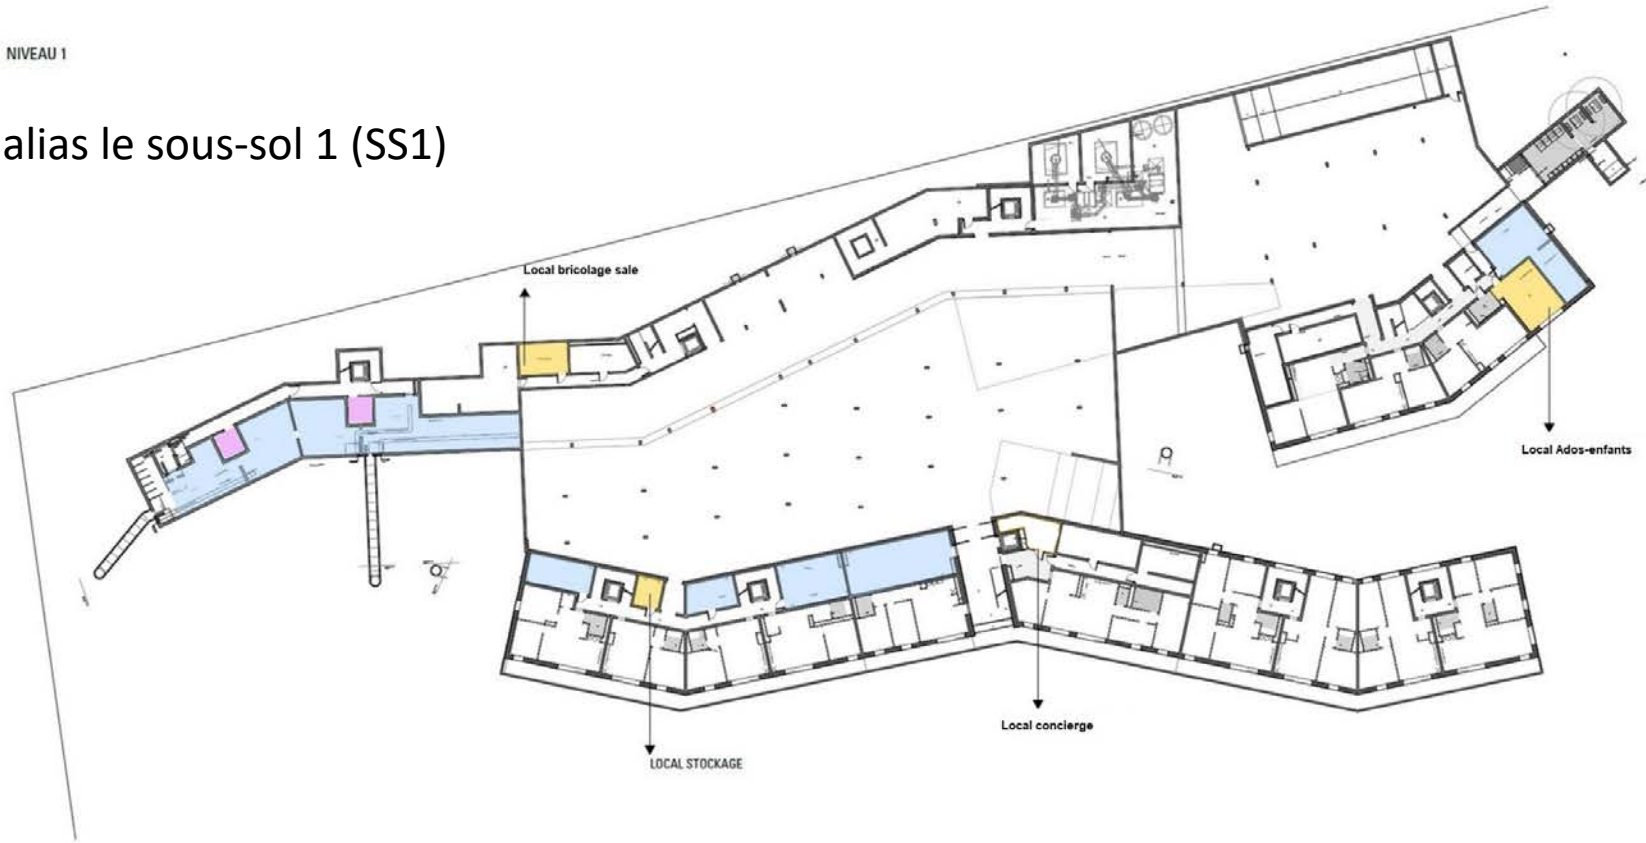 NIVEAU 1
alias le sous-sol 1 (SS1)
Local bricolage sale
Local Ados-enfants
Local concierge
LOCAL STOCKAGE